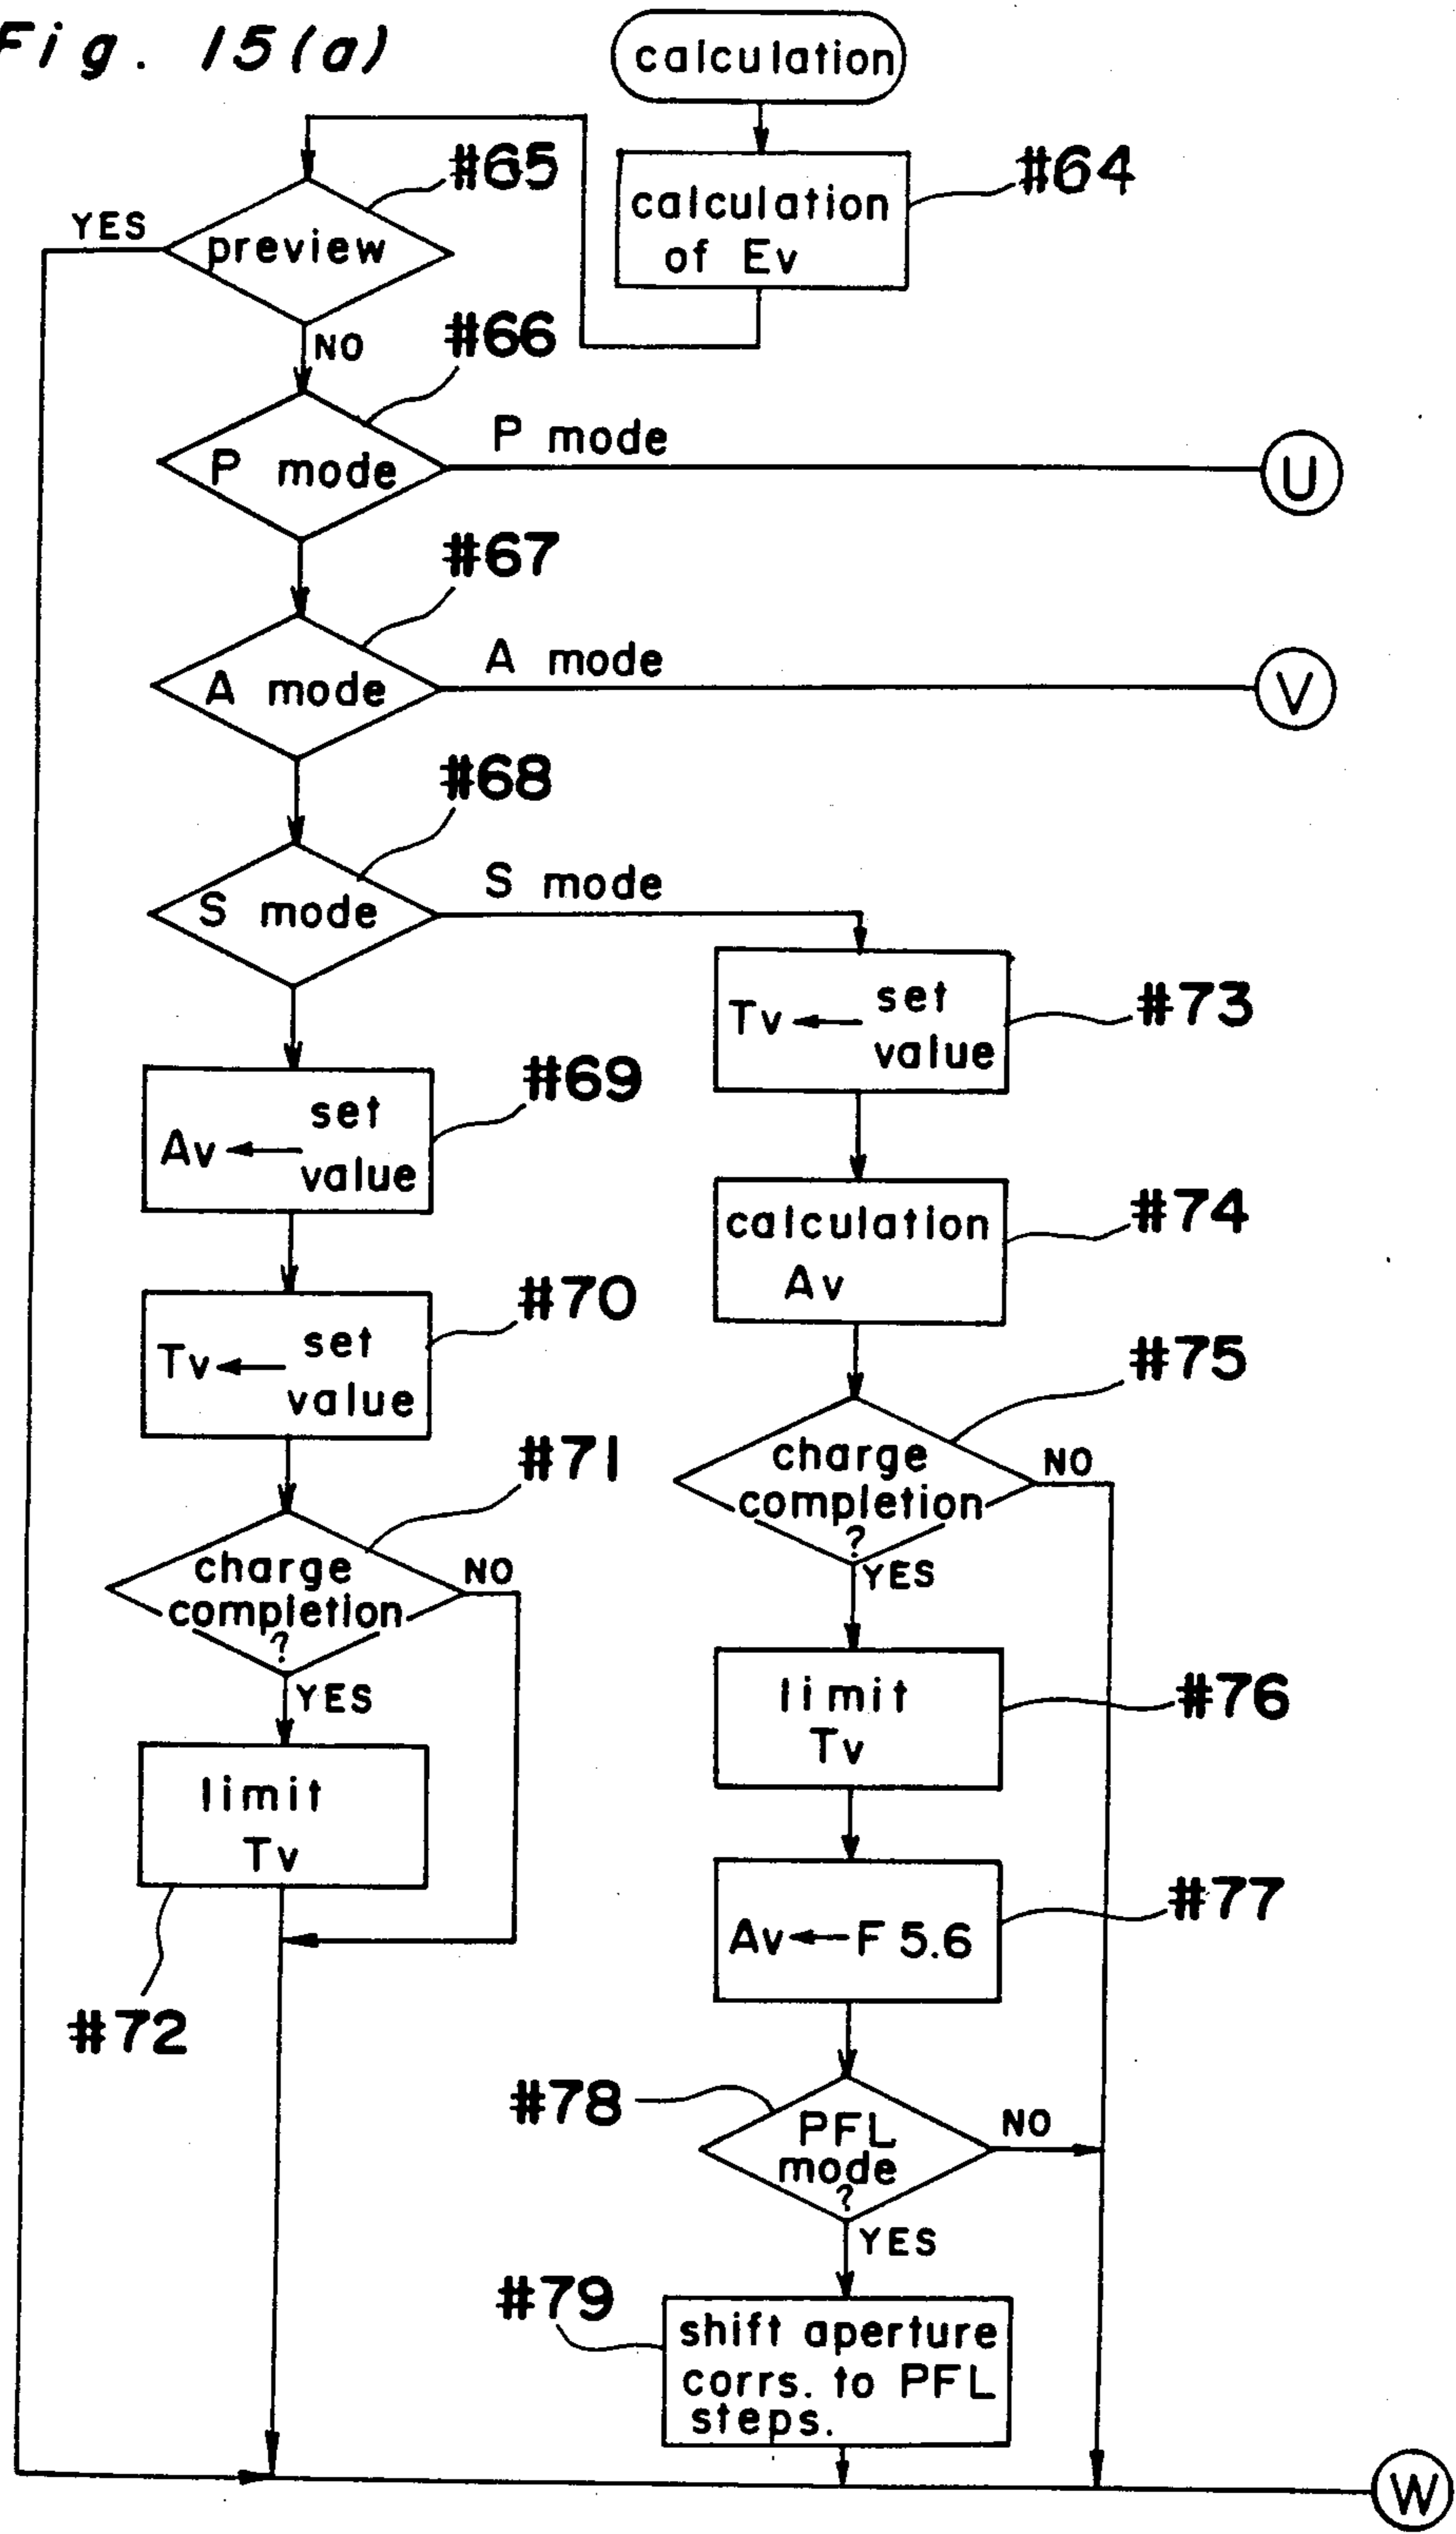 Fig. 15(a)
calculation
#65
#64
calculation
of Ev
YES
preview
NO
#66
P mode
P mode
U
#67
A mode
A mode
V
#68
S mode
S mode
#73
Tv ← set
value
#69
Av ← set
value
#74
calculation
Av
#70
Tv ← set
value
#75
charge
completion
?
NO
YES
#71
charge
completion
?
NO
YES
#76
limit
Tv
limit
Tv
#72
#77
Av ← F 5.6
#78
PFL
mode
?
NO
YES
#79
shift aperture
corrs. to PFL
steps.
W